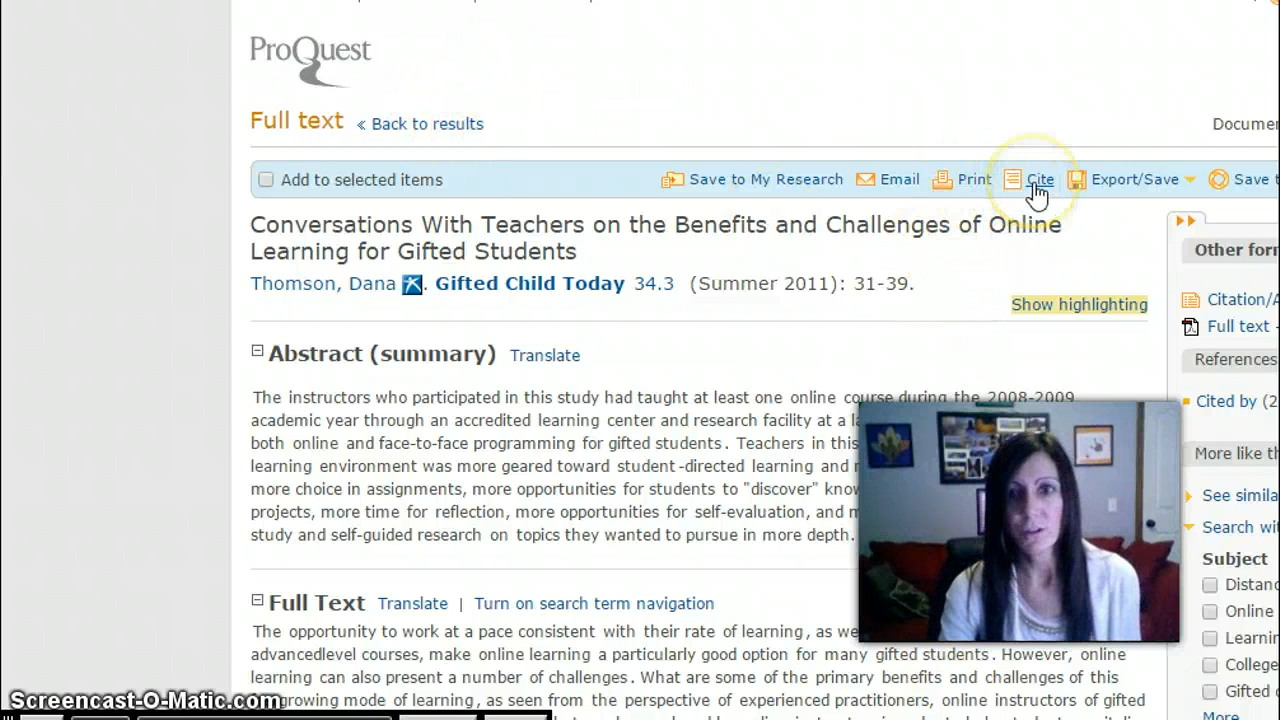 ProQuest
Full text « Back to results
Add to selected items Save to My Research Email Print Cite Export/Save Save
Conversations With Teachers on the Benefits and Challenges of Online
Learning for Gifted Students
Thomson, Dana . Gifted Child Today 34.3 (Summer 2011): 31-39.
Show highlighting
Abstract (summary) Translate
The instructors who participated in this study had taught at least one online course during the 2008-2009
academic year through an accredited learning center and research facility at a
both online and face-to-face programming for gifted students. Teachers in this
learning environment was more geared toward student-directed learning and
more choice in assignments, more opportunities for students to "discover"
projects, more time for reflection, more opportunities for self-evaluation, and
study and self-guided research on topics they wanted to pursue in more depth.
Full Text Translate | Turn on search term navigation
The opportunity to work at a pace consistent with their rate of learning, as
advancedlevel courses, make online learning a particularly good option for many gifted students. However, online
learning can also present a number of challenges. What are some of the primary benefits and challenges of this
growing mode of learning, as seen from the perspective of experienced practitioners, online instructors of gifted
Other
Citation/A
Full text -
References
Cited by (2
More like
See
Search
Subject
Online
College
Gifted
More
Screencast-O-Matic.com